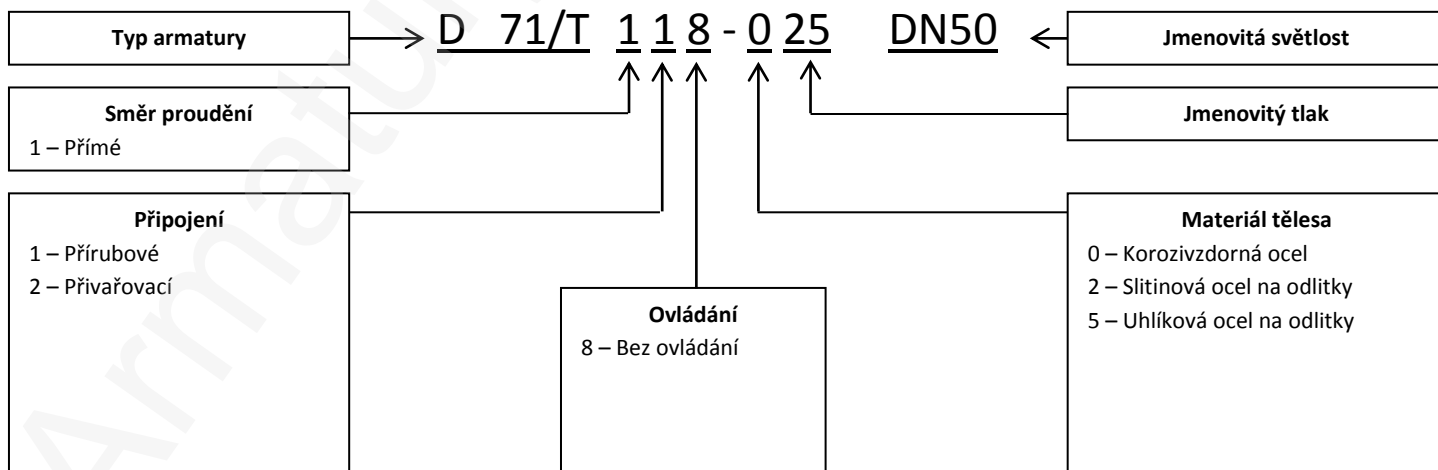 Typ armatury
D 71/T 1 1 8 - 0 25 DN50
Jmenovitá světlost
Směr proudění
1 – Přímé
Jmenovitý tlak
Připojení
1 – Přírubové
2 – Přivařovací
Ovládání
8 – Bez ovládání
Materiál tělesa
0 – Korozivzdorná ocel
2 – Slitinová ocel na odlitky
5 – Uhlíková ocel na odlitky
Armatu